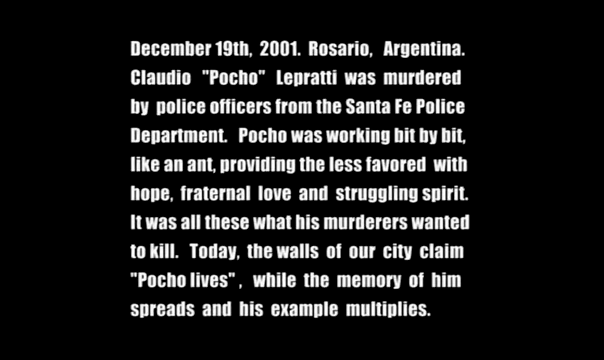 December 19th, 2001. Rosario, Argentina.
Claudio "Pocho" Lepratti was murdered
by police officers from the Santa Fe Police
Department. Pocho was working bit by bit,
like an ant, providing the less favored with
hope, fraternal love and struggling spirit.
It was all these what his murderers wanted
to kill. Today, the walls of our city claim
"Pocho lives", while the memory of him
spreads and his example multiplies.